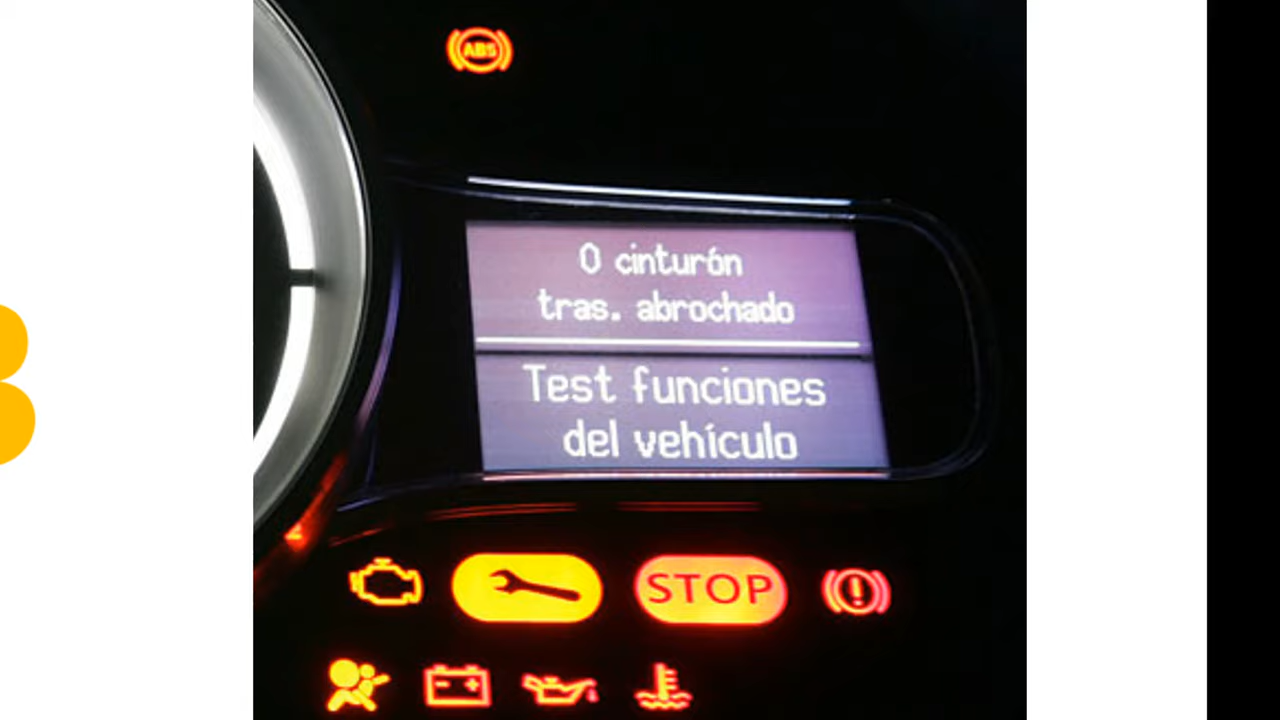 ABS
0 cinturón
tras. abrochado
Test funciones
del vehículo
STOP